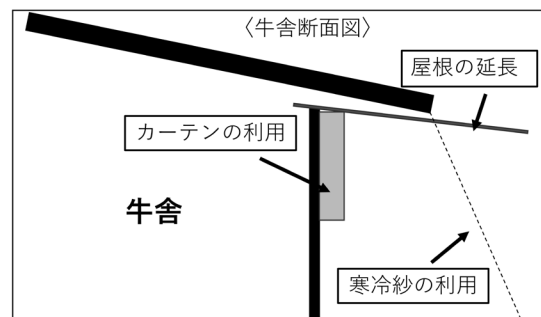 〈牛舎断面図〉
屋根の延長
カーテンの利用
牛舎
寒冷紗の利用